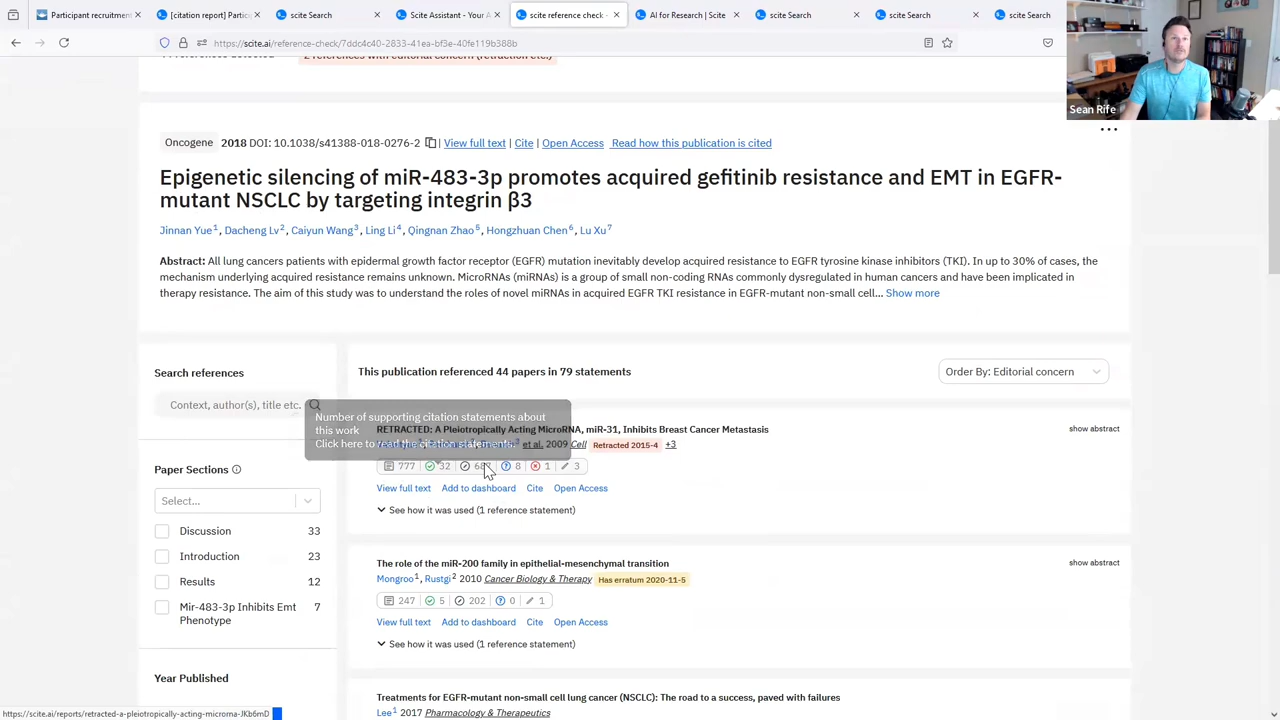 Participant recruitment
[citation report] Partic
scite Search
Scite Assistant - Your A
scite reference check -
AI for Research | Scite
scite Search
scite Search
scite Search
https://scite.ai/reference-check/7ddc4c40-2833-41ea-bf3e-40fe119b388b
Sean Rife
Oncogene 2018 DOI: 10.1038/s41388-018-0276-2 | View full text | Cite | Open Access Read how this publication is cited
Epigenetic silencing of miR-483-3p promotes acquired gefitinib resistance and EMT in EGFR-
mutant NSCLC by targeting integrin β3
Jinnan Yue1, Dacheng Lv2, Caiyun Wang3, Ling Li4, Qingnan Zhao5, Hongzhuan Chen6, Lu Xu7
Abstract: All lung cancers patients with epidermal growth factor receptor (EGFR) mutation inevitably develop acquired resistance to EGFR tyrosine kinase inhibitors (TKI). In up to 30% of cases, the
mechanism underlying acquired resistance remains unknown. MicroRNAs (miRNAs) is a group of small non-coding RNAs commonly dysregulated in human cancers and have been implicated in
therapy resistance. The aim of this study was to understand the roles of novel miRNAs in acquired EGFR TKI resistance in EGFR-mutant non-small cell... Show more
Search references
Context, author(s), title etc.
Paper Sections
Select...
Discussion 33
Introduction 23
Results 12
Mir-483-3p Inhibits Emt 7
Phenotype
Year Published
This publication referenced 44 papers in 79 statements
Order By: Editorial concern
Number of supporting citation statements about
this work
Click here to read the citation statements.
RETRACTED: A Pleiotropically Acting MicroRNA, miR-31, Inhibits Breast Cancer Metastasis
show abstract
et al. 2009 Cell Retracted 2015-4 +3
777 32 8 1 3
View full text Add to dashboard Cite Open Access
See how it was used (1 reference statement)
The role of the miR-200 family in epithelial-mesenchymal transition
show abstract
Mongroo1, Rustgi2 2010 Cancer Biology & Therapy Has erratum 2020-11-5
247 5 202 0 1
View full text Add to dashboard Cite Open Access
See how it was used (1 reference statement)
Treatments for EGFR-mutant non-small cell lung cancer (NSCLC): The road to a success, paved with failures
show abstract
Lee1 2017 Pharmacology & Therapeutics
https://scite.ai/reports/retracted-a-pleiotropically-acting-microrna-JKb6mD